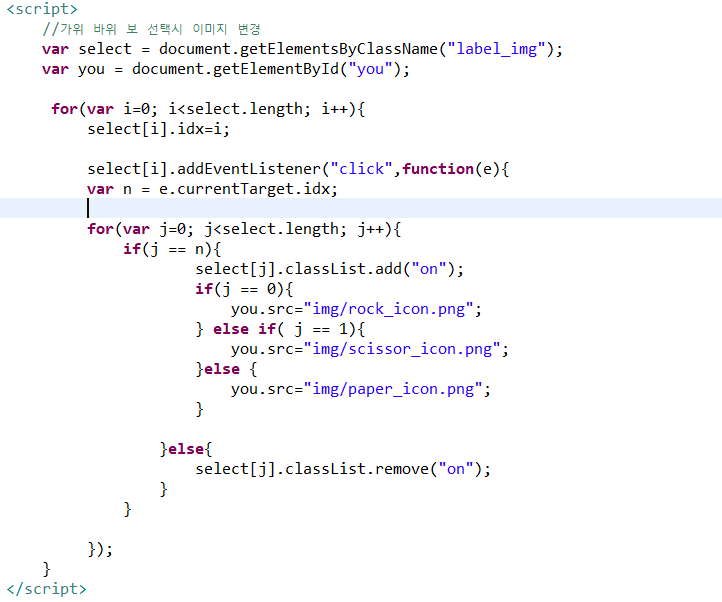 <script>
//가위 바위 보 선택시 이미지 변경
var select = document.getElementsByClassName("label_img");
var you = document.getElementById("you");
for(var i=0; i<select.length; i++){
select[i].idx=i;
select[i].addEventListener("click",function(e){
var n = e.currentTarget.idx;
for(var j=0; j<select.length; j++){
if(j == n){
select[j].classList.add("on");
if(j == 0){
you.src="img/rock_icon.png";
} else if( j == 1){
you.src="img/scissor_icon.png";
}else {
you.src="img/paper_icon.png";
}
}else{
select[j].classList.remove("on");
}
}
});
}
</script>